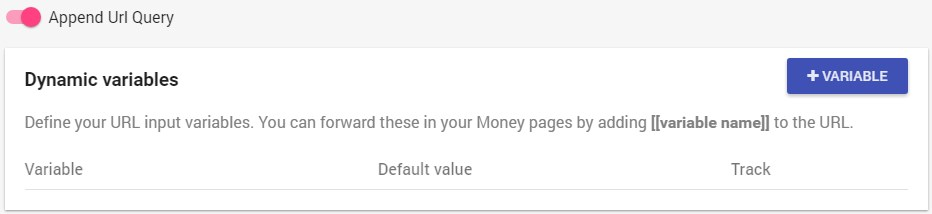 Append Url Query
Dynamic variables
+ VARIABLE
Define your URL input variables. You can forward these in your Money pages by adding [[variable name]] to the URL.
Variable Default value Track